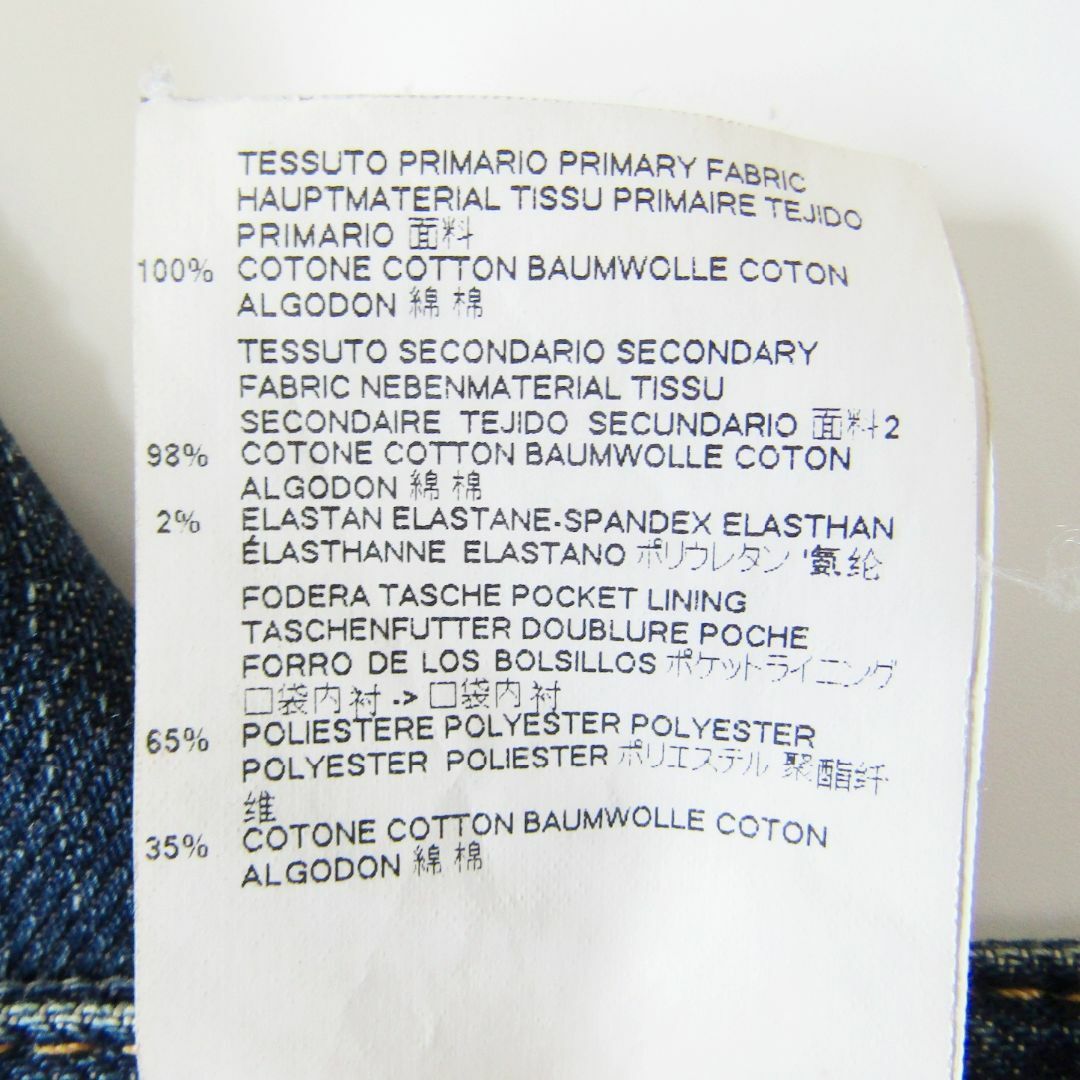 TESSUTO PRIMARIO PRIMARY FABRIC
HAUPTMATERIAL TISSU PRIMAIRE TEJIDO
PRIMARIO 面料
100% COTONE COTTON BAUMWOLLE COTON
ALGODON 綿 棉
TESSUTO SECONDARIO SECONDARY
FABRIC NEBENMATERIAL TISSU
SECONDAIRE TEJIDO SECUNDARIO 面料2
98% COTONE COTTON BAUMWOLLE COTON
ALGODON 綿 棉
2% ELASTAN ELASTANE-SPANDEX ELASTHAN
ÉLASTHANNE ELASTANO ポリウレタン '氨纶
FODERA TASCHE POCKET LINING
TASCHENFUTTER DOUBLURE POCHE
FORRO DE LOS BOLSILLOS ポケットライニング
口袋内衬 -> 口袋内衬
65% POLIESTERE POLYESTER POLYESTER
POLYESTER POLIESTER ポリエステル 聚酯纤
维
35% COTONE COTTON BAUMWOLLE COTON
ALGODON 綿 棉